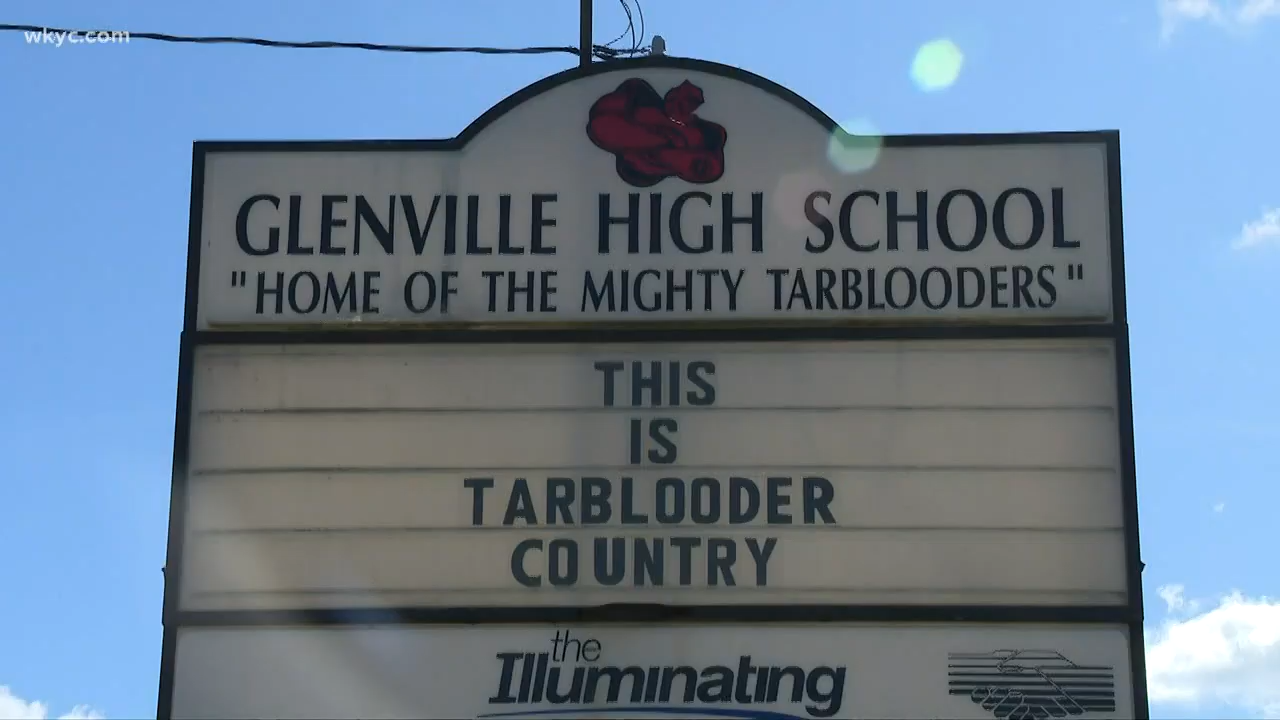 wkyc.com
GLENVILLE HIGH SCHOOL
"HOME OF THE MIGHTY TARBLOODERS"
THIS
IS
TARBLOODER
COUNTRY
the
Illuminating